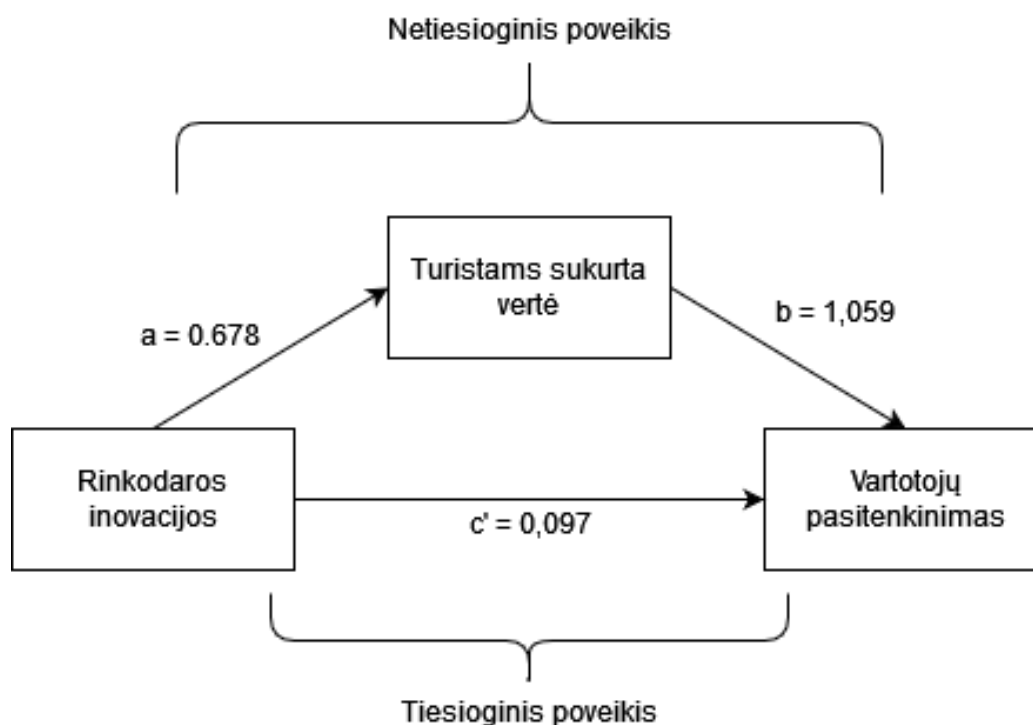 Netiesioginis poveikis
Turistams sukurta
vertė
a = 0.678
b = 1,059
Rinkodaros
inovacijos
c' = 0,097
Vartotojų
pasitenkinimas
Tiesioginis poveikis